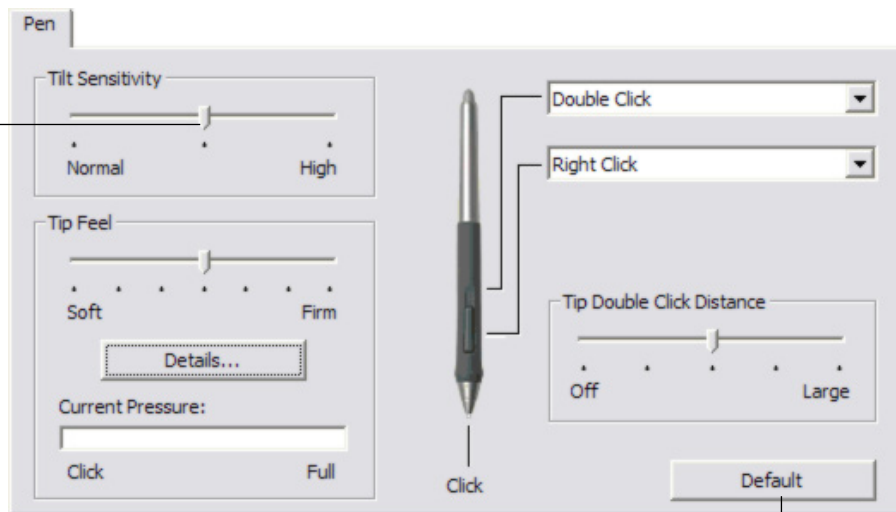 Pen
Tilt Sensitivity
Normal High
Tip Feel
Soft Firm
Details...
Current Pressure:
Click Full
Double Click
Right Click
Click
Tip Double Click Distance
Off Large
Default